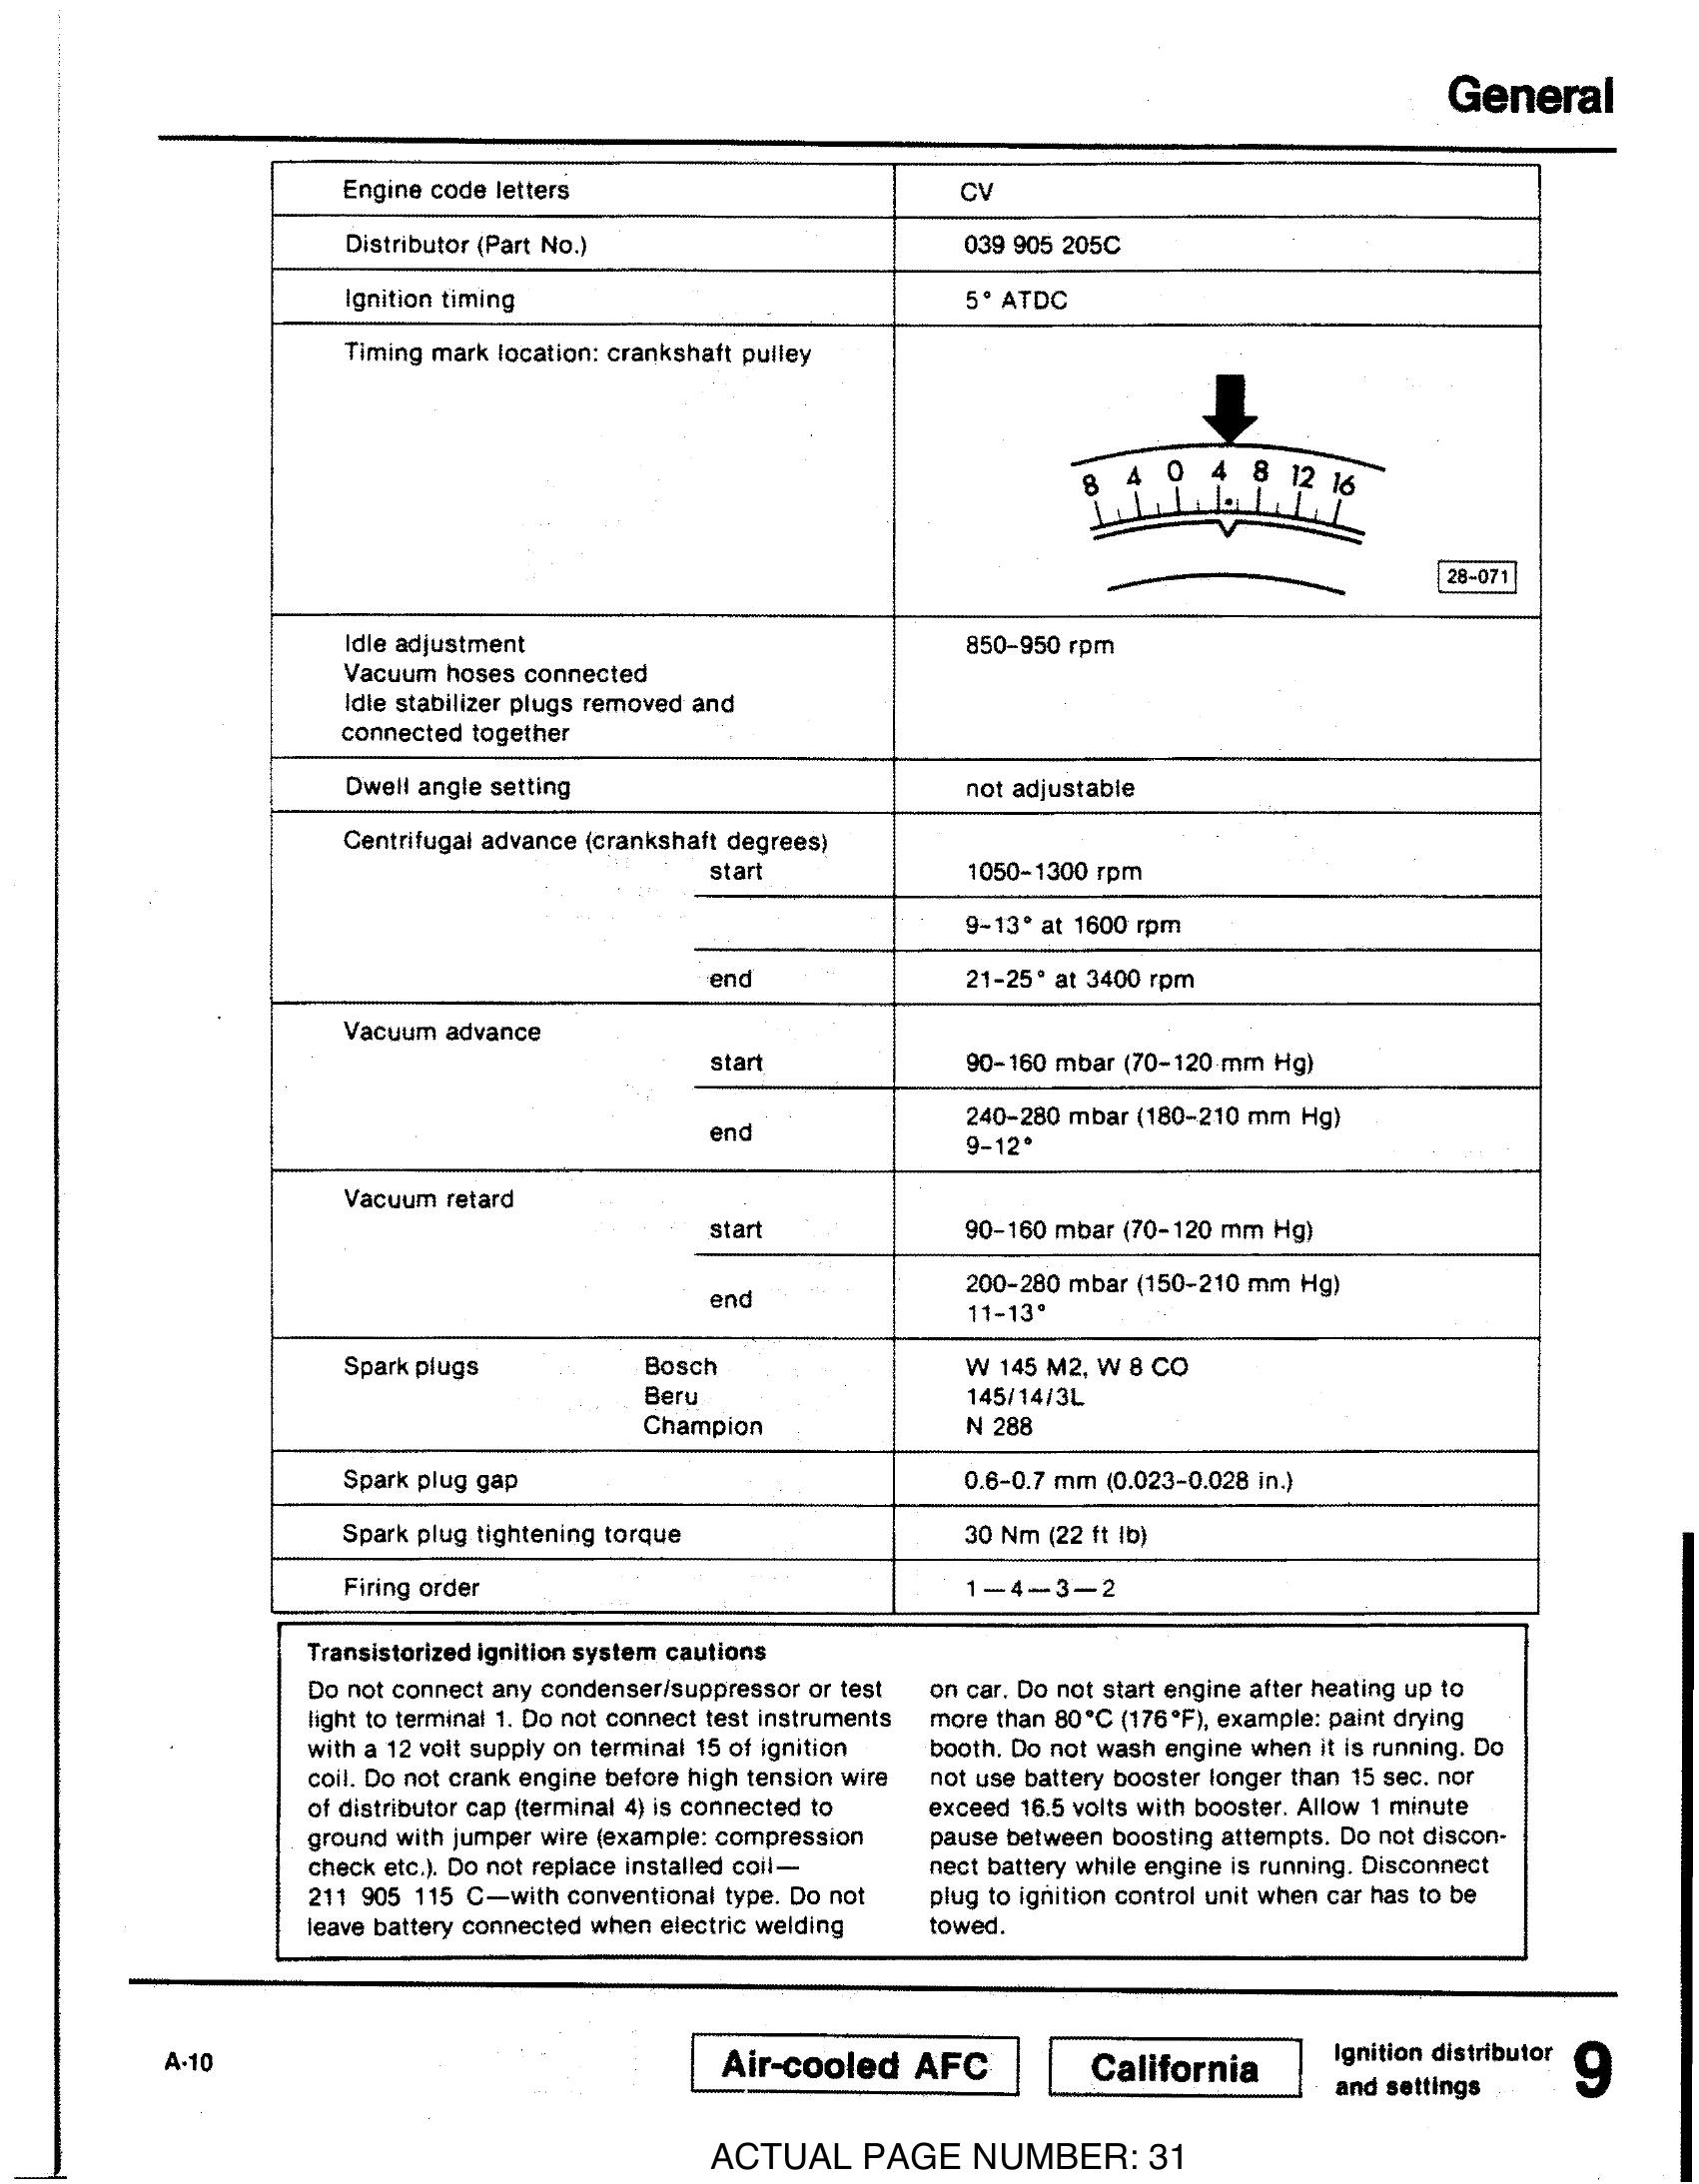 General
Engine code letters
CV
Distributor (Part No.)
039 905 205C
Ignition timing
5° ATDC
Timing mark location: crankshaft pulley
8 4 0 4 8 12 16
28-071
Idle adjustment
850-950 rpm
Vacuum hoses connected
Idle stabilizer plugs removed and
connected together
Dwell angle setting
not adjustable
Centrifugal advance (crankshaft degrees)
start
1050-1300 rpm
9-13° at 1600 rpm
end
21-25° at 3400 rpm
Vacuum advance
start
90-160 mbar (70-120 mm Hg)
end
240-280 mbar (180-210 mm Hg)
9-12°
Vacuum retard
start
90-160 mbar (70-120 mm Hg)
end
200-280 mbar (150-210 mm Hg)
11-13°
Spark plugs Bosch
W 145 M2, W 8 CO
Beru
145/14/3L
Champion
N 288
Spark plug gap
0.6-0.7 mm (0.023-0.028 in.)
Spark plug tightening torque
30 Nm (22 ft lb)
Firing order
1—4—3—2
Transistorized ignition system cautions
Do not connect any condenser/suppressor or test
light to terminal 1. Do not connect test instruments
with a 12 volt supply on terminal 15 of ignition
coil. Do not crank engine before high tension wire
of distributor cap (terminal 4) is connected to
ground with jumper wire (example: compression
check etc.). Do not replace installed coil—
211 905 115 C—with conventional type. Do not
leave battery connected when electric welding
on car. Do not start engine after heating up to
more than 80°C (176°F), example: paint drying
booth. Do not wash engine when it is running. Do
not use battery booster longer than 15 sec. nor
exceed 16.5 volts with booster. Allow 1 minute
pause between boosting attempts. Do not discon-
nect battery while engine is running. Disconnect
plug to ignition control unit when car has to be
towed.
A-10
Air-cooled AFC
California
Ignition distributor
and settings
9
ACTUAL PAGE NUMBER: 31